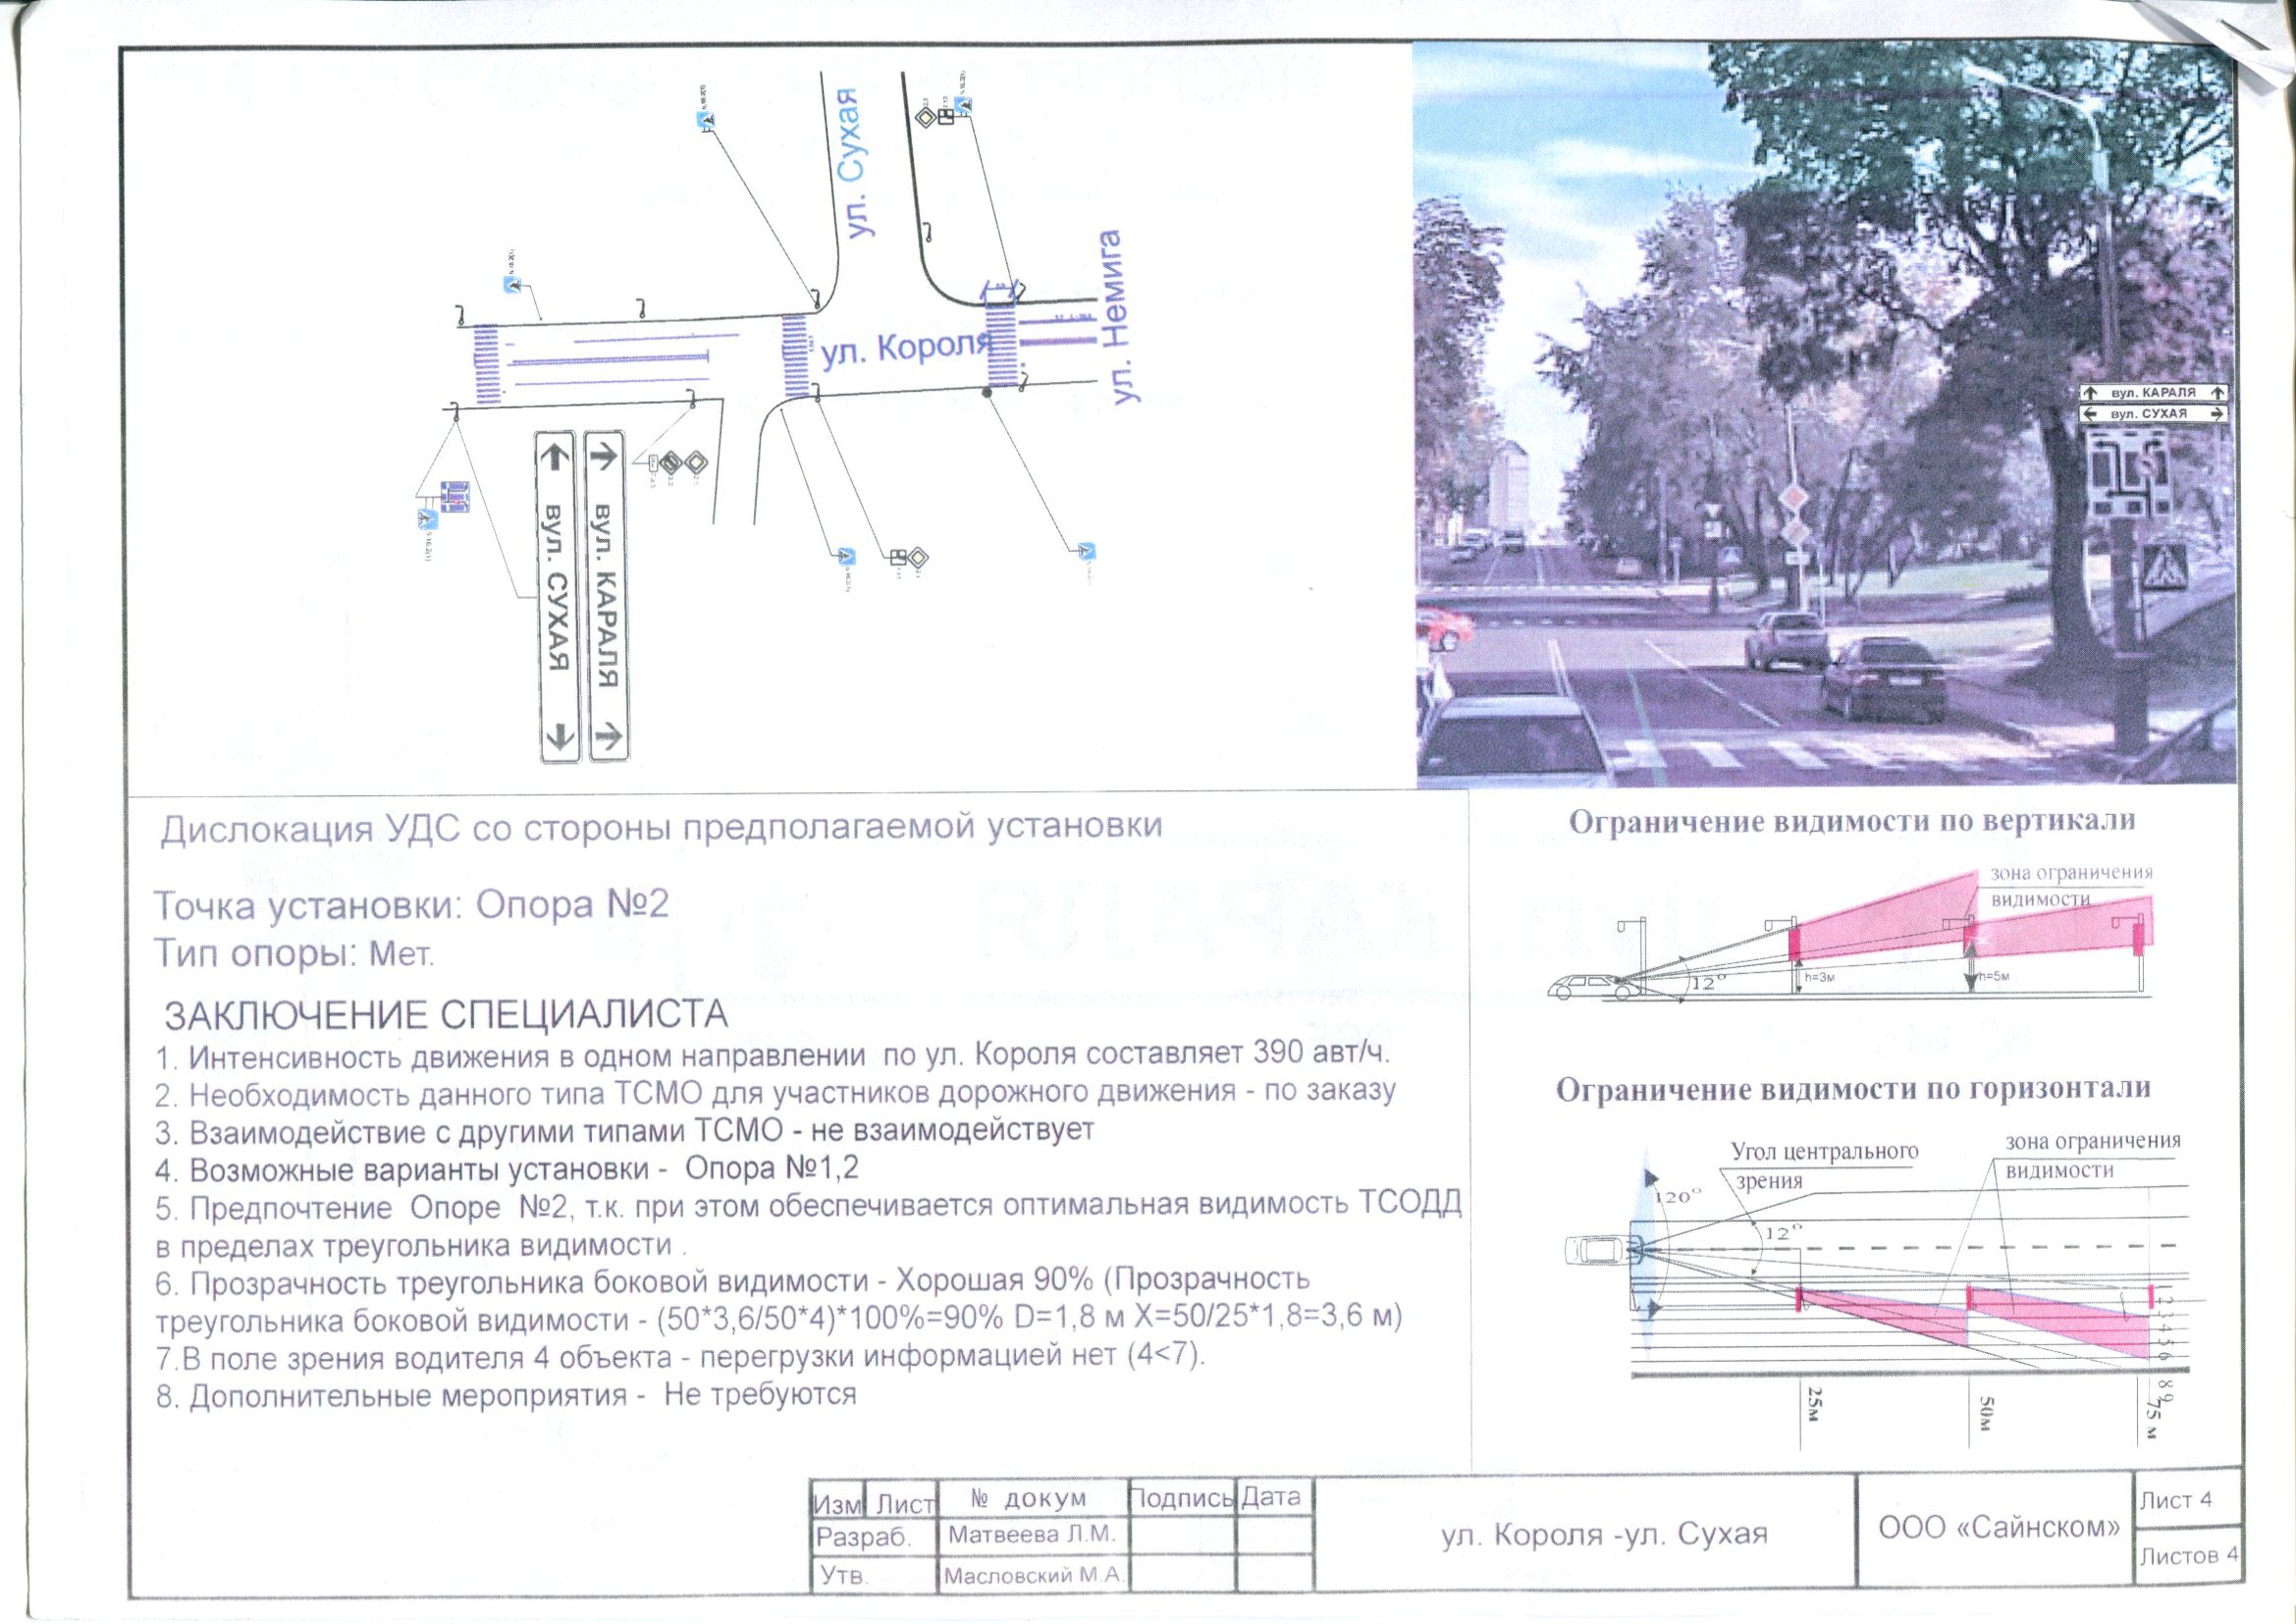 ул. Сухая
ул. Короля
ул. Немига
вул. КАРАЛЯ
вул. СУХАЯ
вул. КАРАЛЯ
вул. СУХАЯ
Дислокация УДС со стороны предполагаемой установки
Точка установки: Опора №2
Тип опоры: Мет.
ЗАКЛЮЧЕНИЕ СПЕЦИАЛИСТА
1. Интенсивность движения в одном направлении по ул. Короля составляет 390 авт/ч.
2. Необходимость данного типа ТСМО для участников дорожного движения - по заказу
3. Взаимодействие с другими типами ТСМО - не взаимодействует
4. Возможные варианты установки - Опора №1,2
5. Предпочтение Опоре №2, т.к. при этом обеспечивается оптимальная видимость ТСОДД
в пределах треугольника видимости .
6. Прозрачность треугольника боковой видимости - Хорошая 90% (Прозрачность
треугольника боковой видимости - (50*3,6/50*4)*100%=90% D=1,8 м X=50/25*1,8=3,6 м)
7.В поле зрения водителя 4 объекта - перегрузки информацией нет (4<7).
8. Дополнительные мероприятия - Не требуются
Ограничение видимости по вертикали
зона ограничения
видимости
12°
h=3м
h=5м
Ограничение видимости по горизонтали
Угол центрального
зрения
зона ограничения
видимости
120°
12°
1 2 3 4 5 6 8 9
25м
50м
75 м
Изм Лист № докум Подпись Дата
Разраб. Матвеева Л.М.
Утв. Масловский М.А.
ул. Короля -ул. Сухая
ООО «Сайнском»
Лист 4
Листов 4